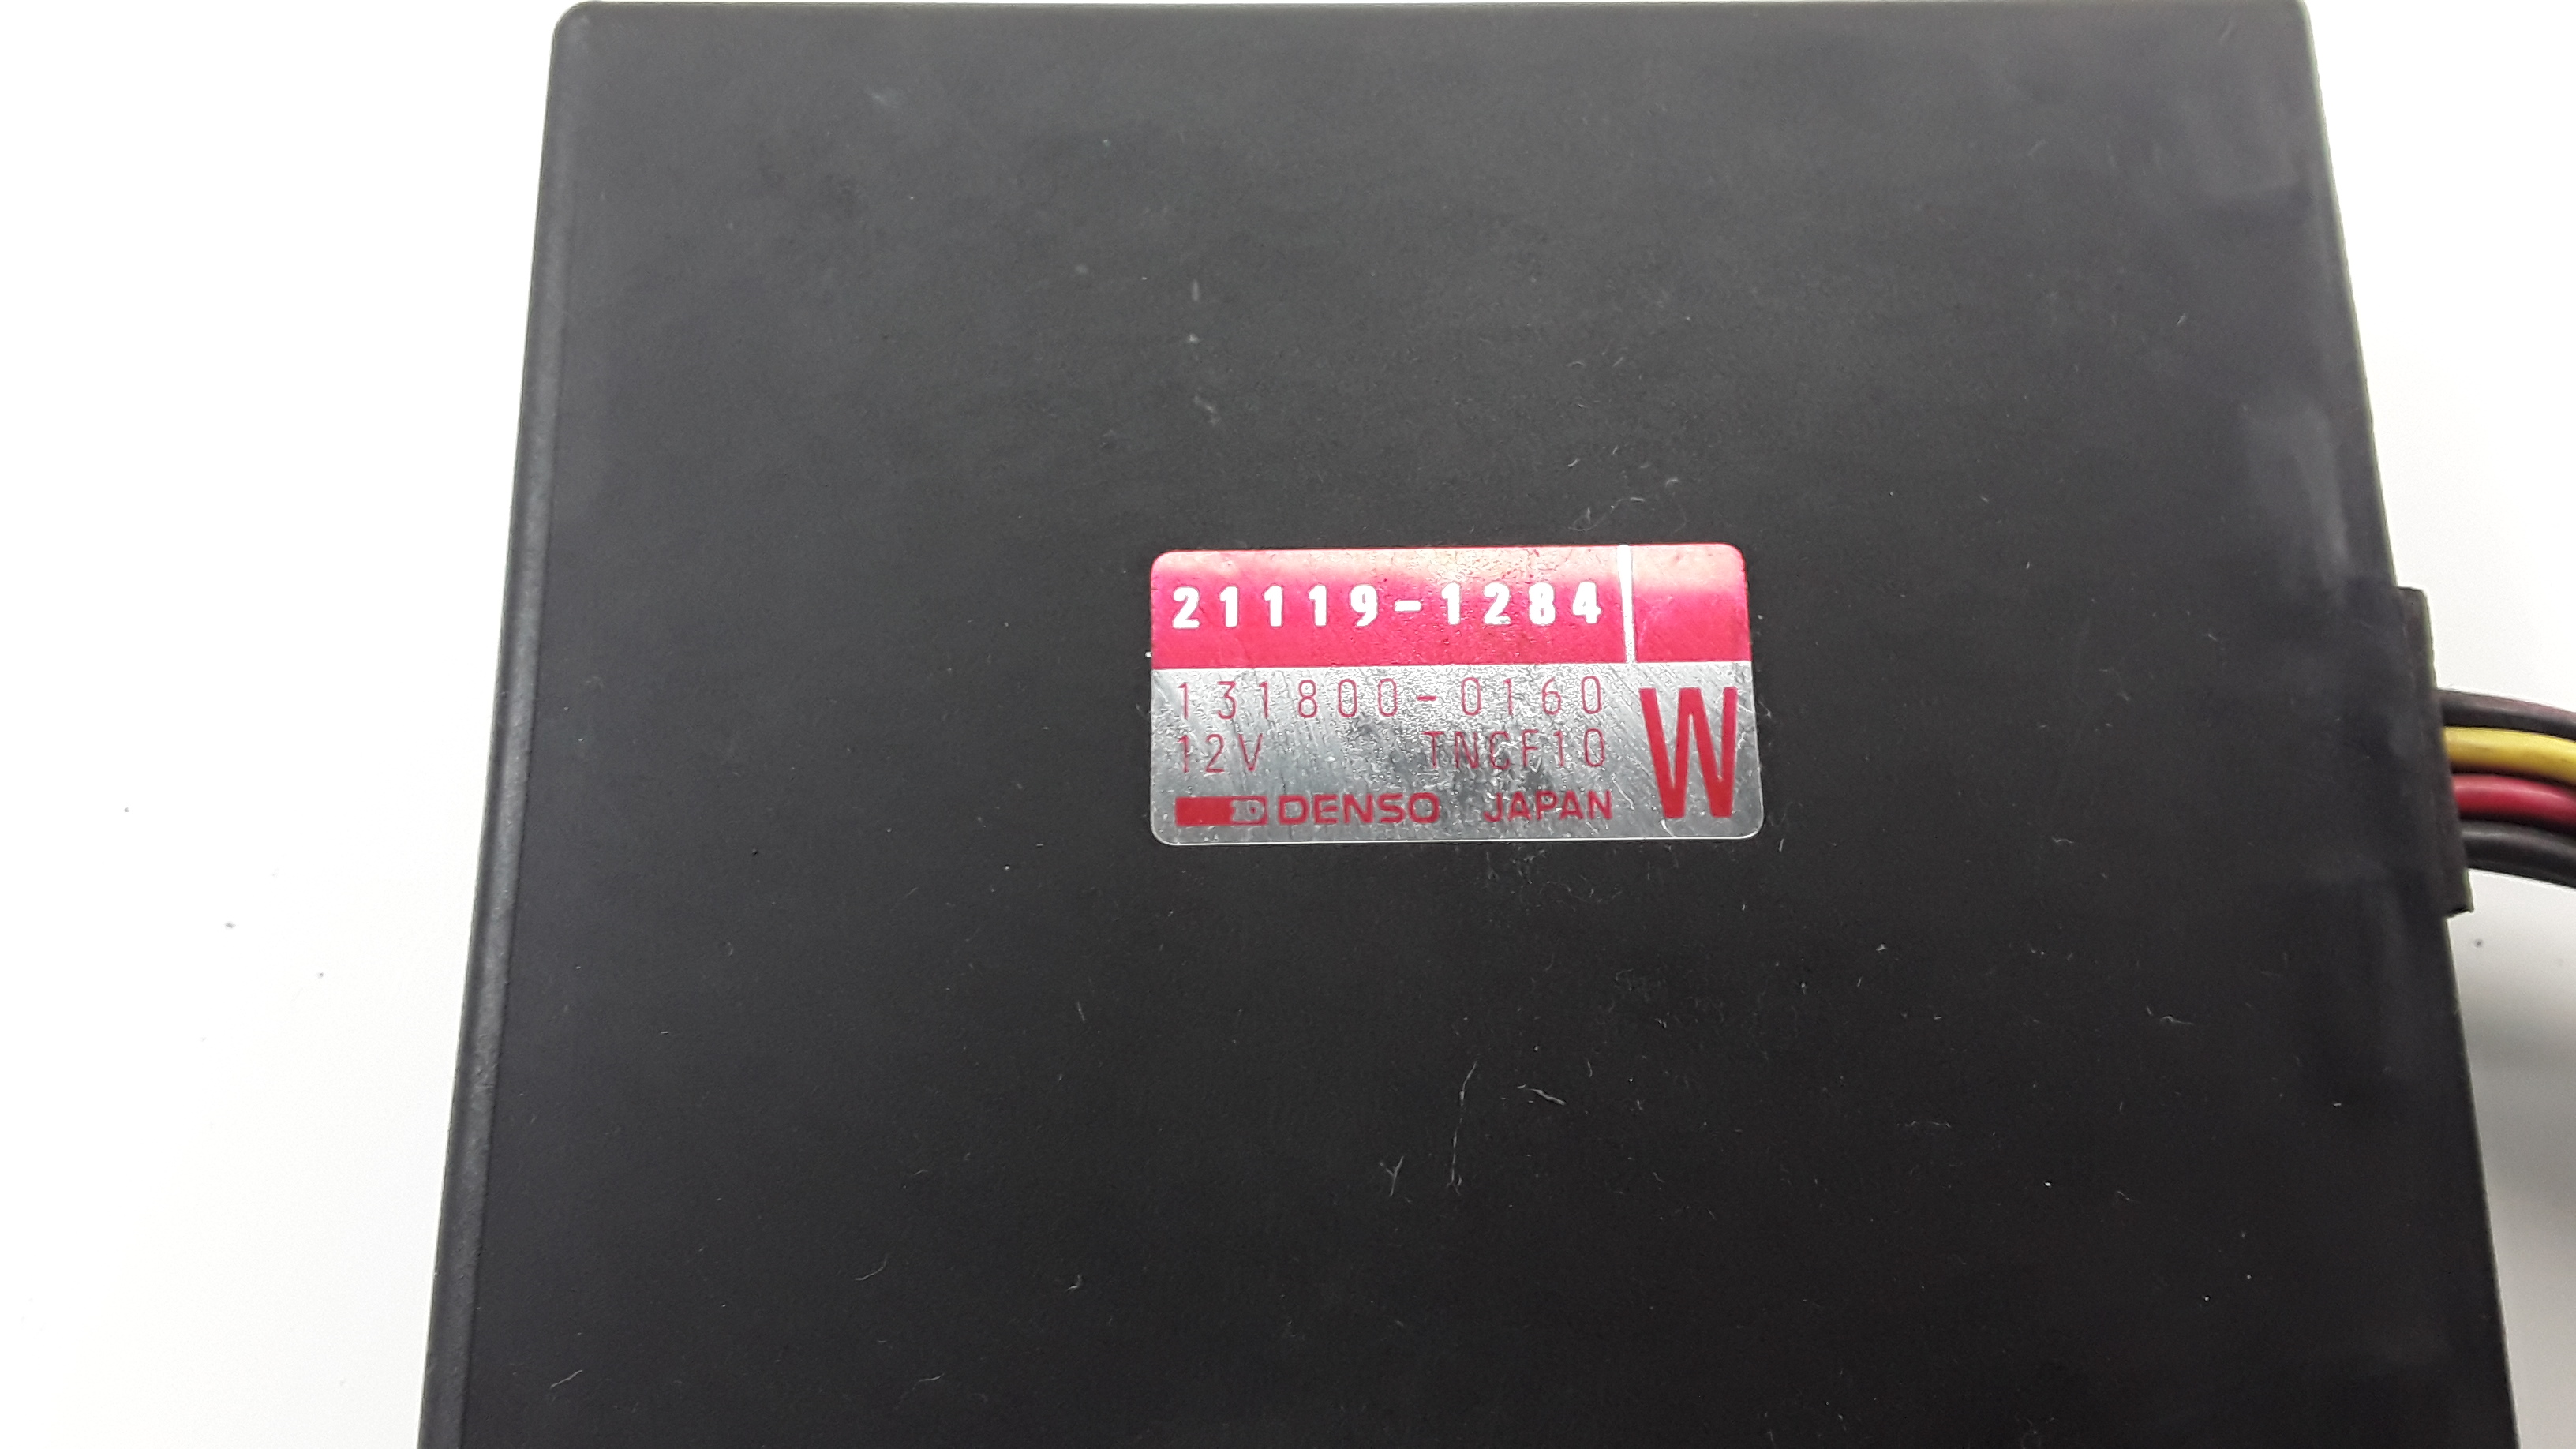 21119-1284
131800-0160
12V TNCF10
DENSO JAPAN
W